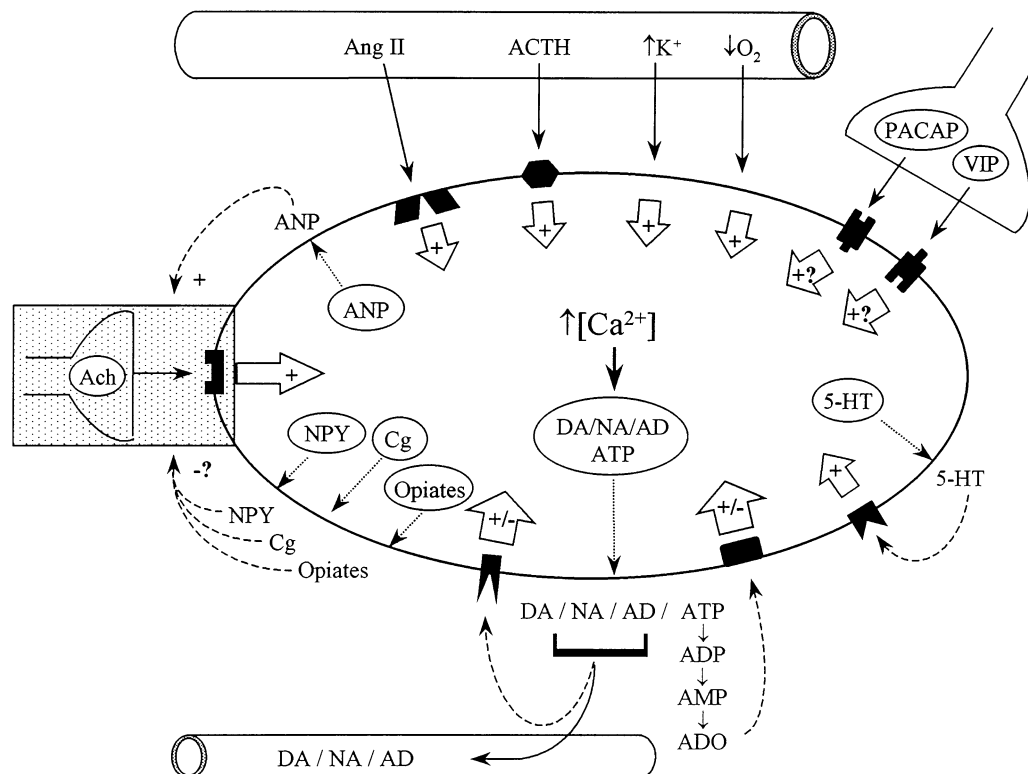 Ang II ACTH ↑K⁺ ↓O₂
PACAP
VIP
ANP
+ + + +
+?
+
ANP
+?
↑[Ca²⁺]
Ach
+
5-HT
NPY Cg
DA/NA/AD
ATP
-?
+
5-HT
Opiates
+/- +/-
NPY
Cg
Opiates
DA / NA / AD / ATP
↓
ADP
↓
AMP
↓
ADO
DA / NA / AD